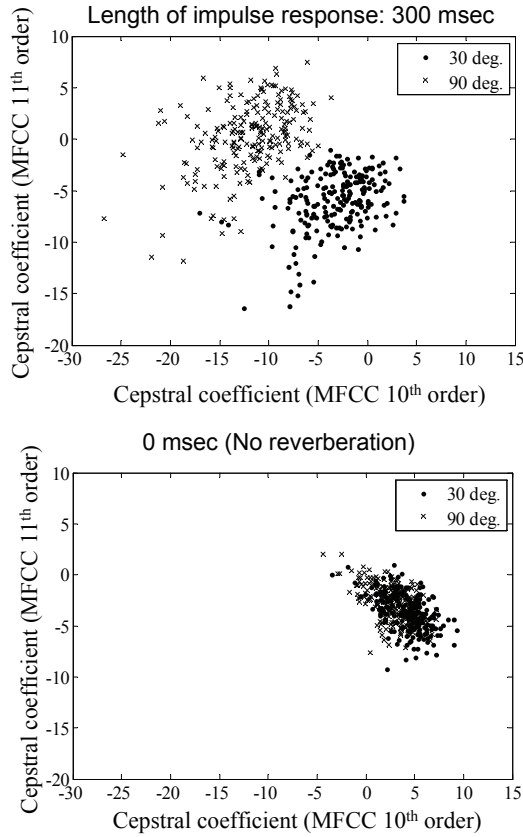 Length of impulse response: 300 msec
Cepstral coefficient (MFCC 11th order)
10
5
0
-5
-10
-15
-20
30 deg.
90 deg.
-30 -25 -20 -15 -10 -5 0 5 10 15
Cepstral coefficient (MFCC 10th order)
0 msec (No reverberation)
Cepstral coefficient (MFCC 11th order)
10
5
0
-5
-10
-15
-20
30 deg.
90 deg.
-30 -25 -20 -15 -10 -5 0 5 10 15
Cepstral coefficient (MFCC 10th order)